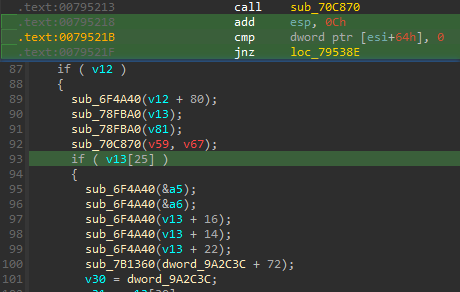 .text:00795213 call sub_70C870
.text:00795218 add esp, 0Ch
.text:0079521B cmp dword ptr [esi+64h], 0
.text:0079521F jnz loc_79538E
87 if ( v12 )
88 {
89 sub_6F4A40(v12 + 80);
90 sub_78FBA0(v13);
91 sub_78FBA0(v81);
92 sub_70C870(v59, v67);
93 if ( v13[25] )
94 {
95 sub_6F4A40(&a5);
96 sub_6F4A40(&a6);
97 sub_6F4A40(v13 + 16);
98 sub_6F4A40(v13 + 14);
99 sub_6F4A40(v13 + 22);
100 sub_7B1360(dword_9A2C3C + 72);
101 v30 = dword_9A2C3C;